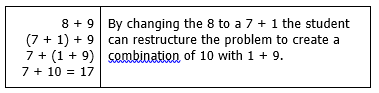 8 + 9
(7 + 1) + 9
7 + (1 + 9)
7 + 10 = 17
By changing the 8 to a 7 + 1 the student
can restructure the problem to create a
combination of 10 with 1 + 9.